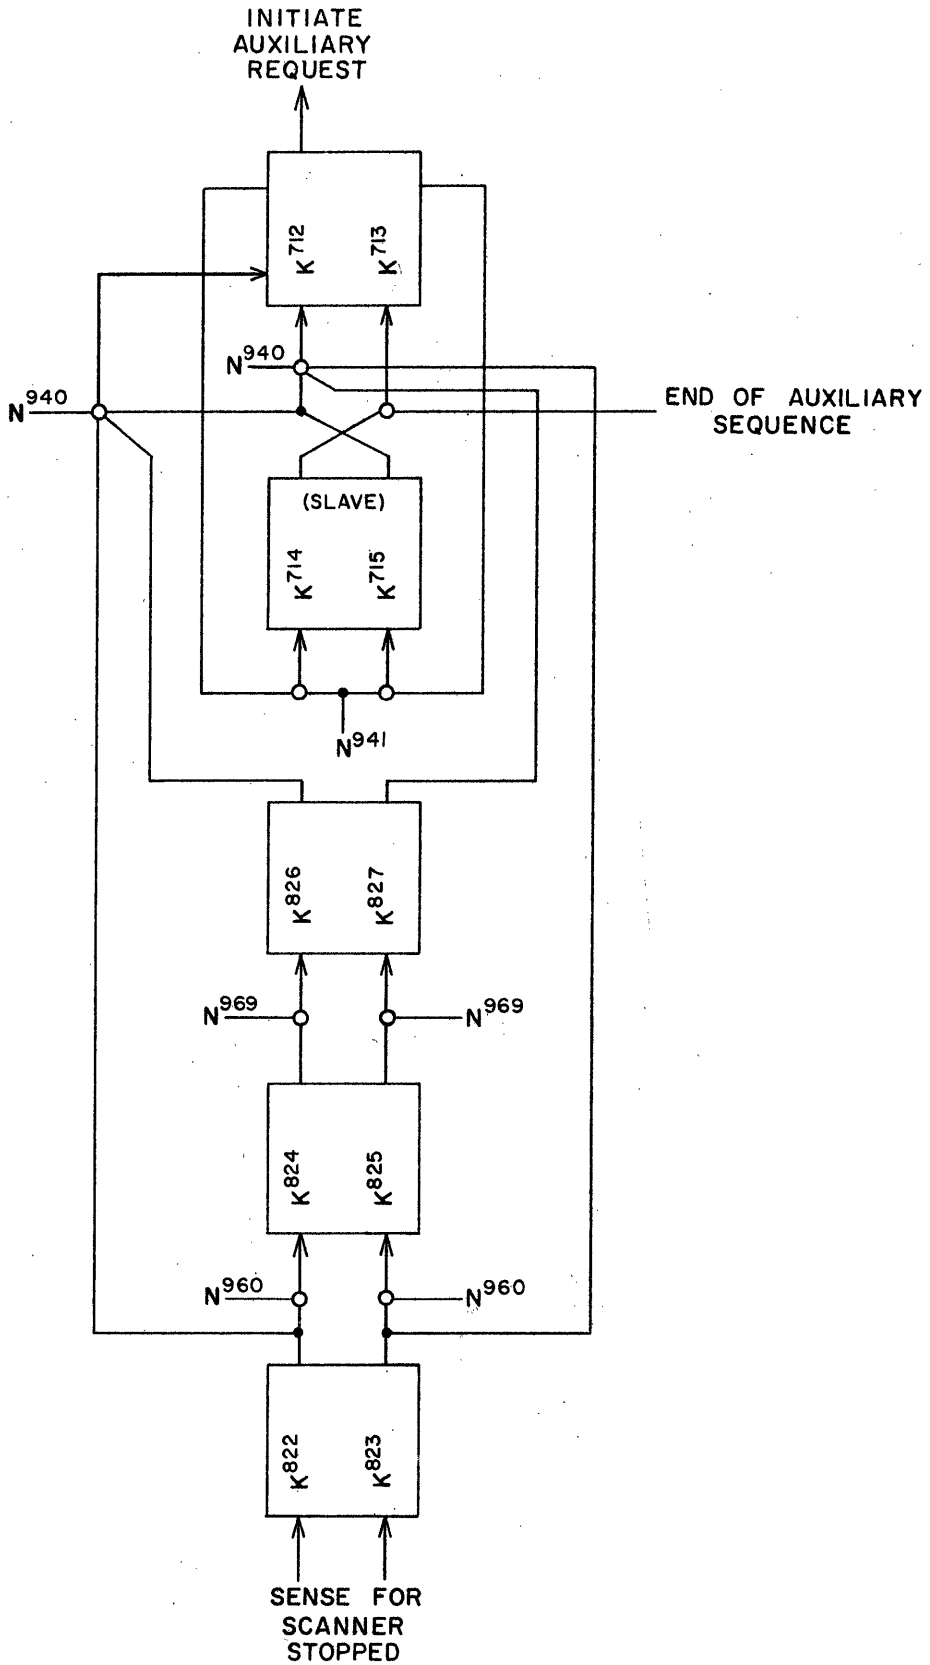 INITIATE
AUXILIARY
REQUEST
K712 K713
N940
N940
END OF AUXILIARY
SEQUENCE
(SLAVE)
K714 K715
N941
K826 K827
N969 N969
K824 K825
N960 N960
K822 K823
SENSE FOR
SCANNER
STOPPED